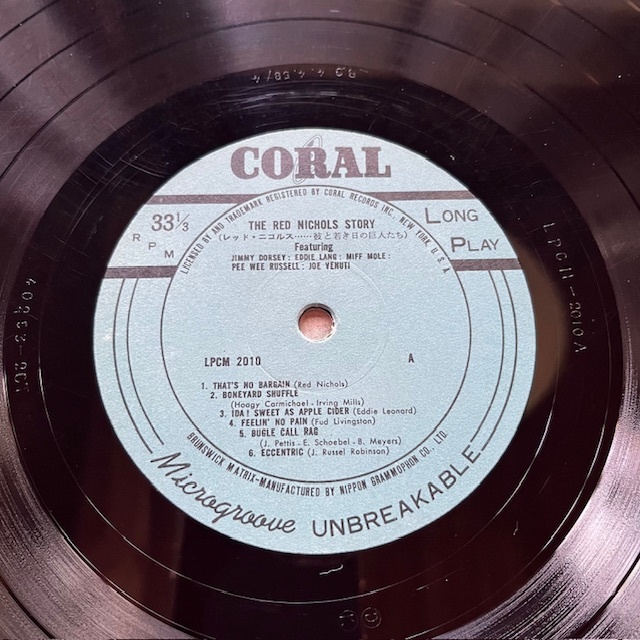 CORAL
LICENSED BY AND TRADEMARK REGISTERED BY CORAL RECORDS INC. NEW YORK, U.S.A.
33 1/3
RPM
LONG
PLAY
THE RED NICHOLS STORY
(レッド・ニコルス……彼と若き日の巨人たち)
Featuring
JIMMY DORSEY : EDDIE LANG : MIFF MOLE :
PEE WEE RUSSELL : JOE VENUTI
LPCM 2010
A
1. THAT'S NO BARGAIN (Red Nichols)
2. BONEYARD SHUFFLE
(Hoagy Carmichael - Irving Mills)
3. IDA! SWEET AS APPLE CIDER (Eddie Leonard)
4. FEELIN' NO PAIN (Fud Livingston)
5. BUGLE CALL RAG
(J. Pettis - E. Schoebel - B. Meyers)
6. ECCENTRIC (J. Russel Robinson)
BRUNSWICK MATRIX-MANUFACTURED BY NIPPON GRAMMOPHON CO., LTD.
Microgroove UNBREAKABLE
LPCM-2010A